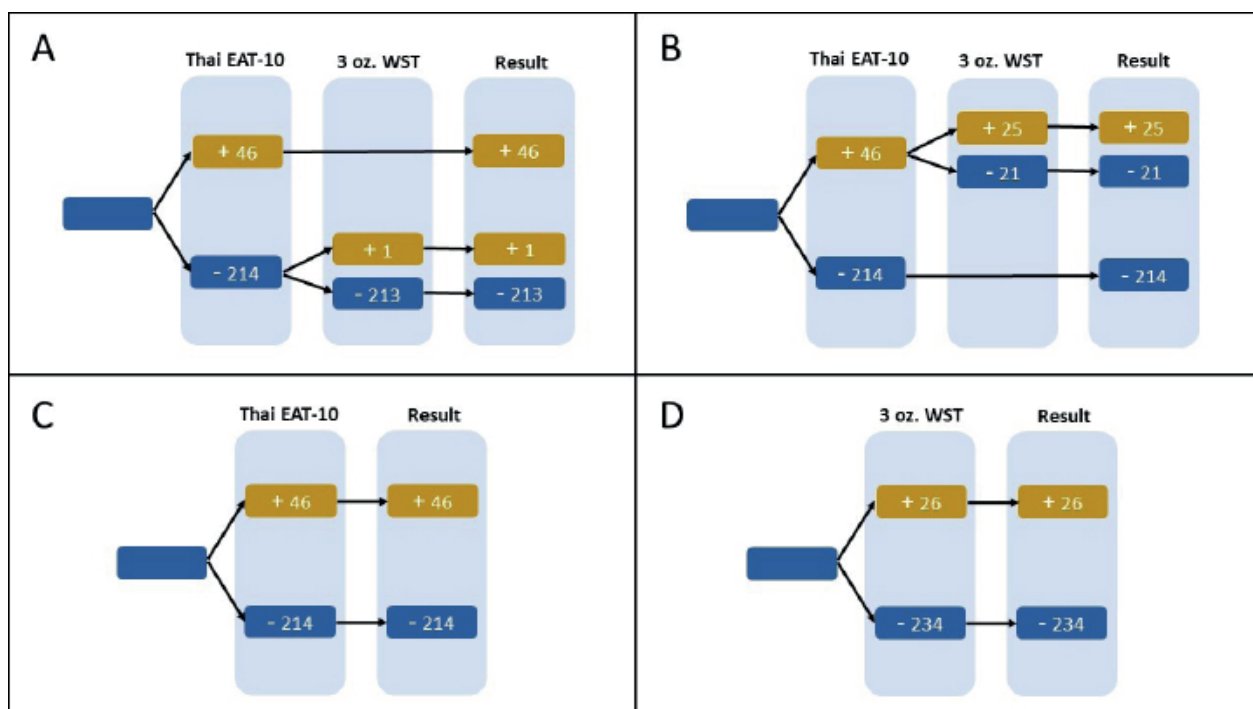 A
Thai EAT-10 3 oz. WST Result
+ 46 + 46
+ 1 + 1
- 214
- 213 - 213
B
Thai EAT-10 3 oz. WST Result
+ 25 + 25
+ 46
- 21 - 21
- 214 - 214
C
Thai EAT-10 Result
+ 46 + 46
- 214 - 214
D
3 oz. WST Result
+ 26 + 26
- 234 - 234